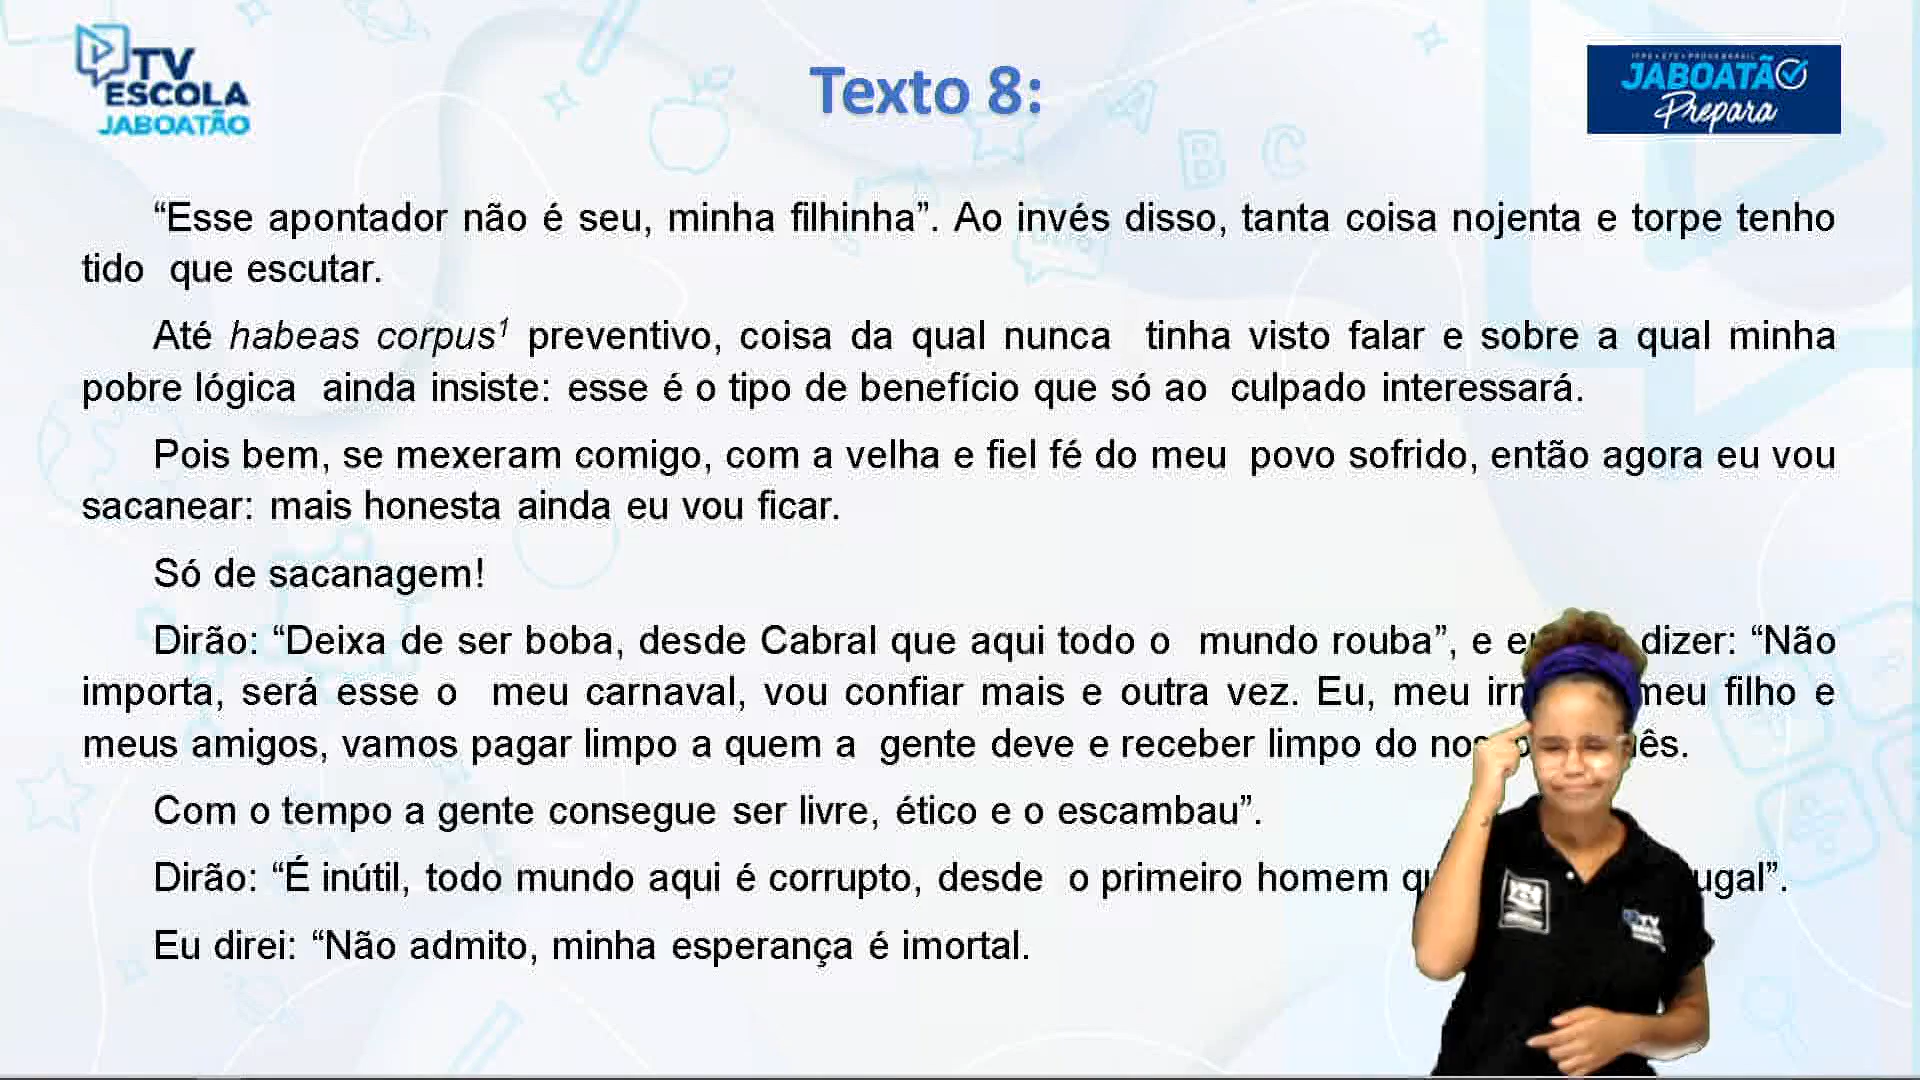 TV
ESCOLA
JABOATÃO
Texto 8:
JABOATÃO
Prepara
A
B C
“Esse apontador não é seu, minha filhinha”. Ao invés disso, tanta coisa nojenta e torpe tenho
tido que escutar.
Até habeas corpus¹ preventivo, coisa da qual nunca tinha visto falar e sobre a qual minha
pobre lógica ainda insiste: esse é o tipo de benefício que só ao culpado interessará.
Pois bem, se mexeram comigo, com a velha e fiel fé do meu povo sofrido, então agora eu vou
sacanear: mais honesta ainda eu vou ficar.
Só de sacanagem!
Dirão: “Deixa de ser boba, desde Cabral que aqui todo o mundo rouba”, e dizer: “Não
importa, será esse o meu carnaval, vou confiar mais e outra vez. Eu, meu meu filho e
meus amigos, vamos pagar limpo a quem a gente deve e receber limpo do
Com o tempo a gente consegue ser livre, ético e o escambau”.
Dirão: “É inútil, todo mundo aqui é corrupto, desde o primeiro homem
Eu direi: “Não admito, minha esperança é imortal.